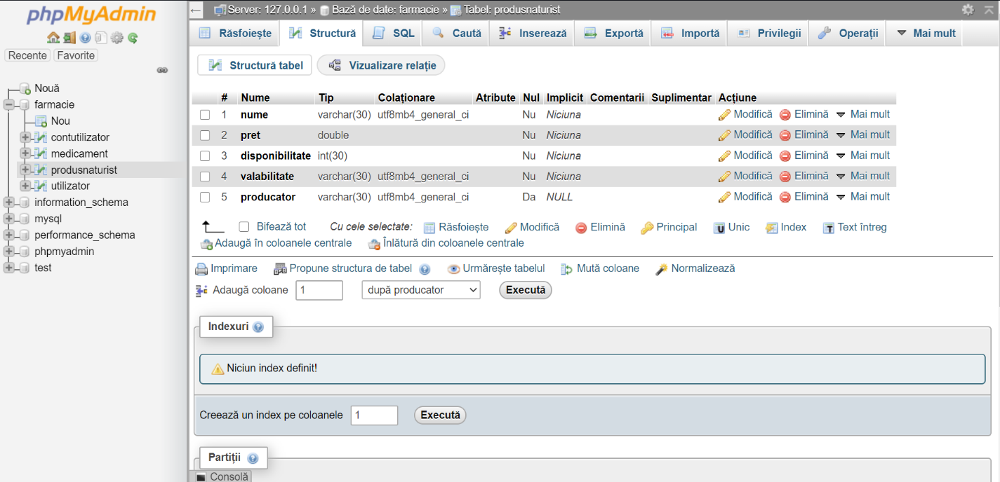 phpMyAdmin
Recente Favorite
Nouă
farmacie
Nou
contutilizator
medicament
produsnaturist
utilizator
information_schema
mysql
performance_schema
phpmyadmin
test
Server: 127.0.0.1 » Bază de date: farmacie » Tabel: produsnaturist
Răsfoiește Structură SQL Caută Inserează Exportă Importă Privilegii Operații Mai mult
Structură tabel Vizualizare relație
# Nume Tip Colaționare Atribute Nul Implicit Comentarii Suplimentar Acțiune
1 nume varchar(30) utf8mb4_general_ci Nu Niciuna Modifică Elimină Mai mult
2 pret double Nu Niciuna Modifică Elimină Mai mult
3 disponibilitate int(30) Nu Niciuna Modifică Elimină Mai mult
4 valabilitate varchar(30) utf8mb4_general_ci Nu Niciuna Modifică Elimină Mai mult
5 producator varchar(30) utf8mb4_general_ci Da NULL Modifică Elimină Mai mult
Bifează tot Cu cele selectate: Răsfoiește Modifică Elimină Principal Unic Index Text întreg
Adaugă în coloanele centrale Înlătură din coloanele centrale
Imprimare Propune structura de tabel Urmărește tabelul Mută coloane Normalizează
Adaugă coloane 1 după producator Execută
Indexuri
Niciun index definit!
Creează un index pe coloanele 1 Execută
Partiții
Consolă